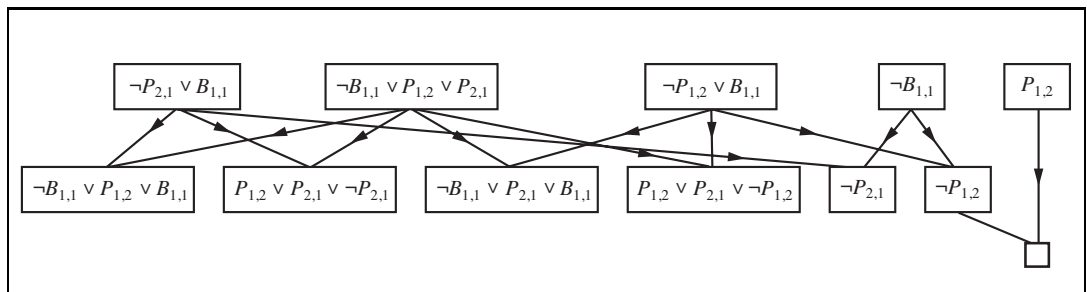 ¬P₂,₁ ∨ B₁,₁ ¬B₁,₁ ∨ P₁,₂ ∨ P₂,₁ ¬P₁,₂ ∨ B₁,₁ ¬B₁,₁ P₁,₂
¬B₁,₁ ∨ P₁,₂ ∨ B₁,₁ P₁,₂ ∨ P₂,₁ ∨ ¬P₂,₁ ¬B₁,₁ ∨ P₂,₁ ∨ B₁,₁ P₁,₂ ∨ P₂,₁ ∨ ¬P₁,₂ ¬P₂,₁ ¬P₁,₂